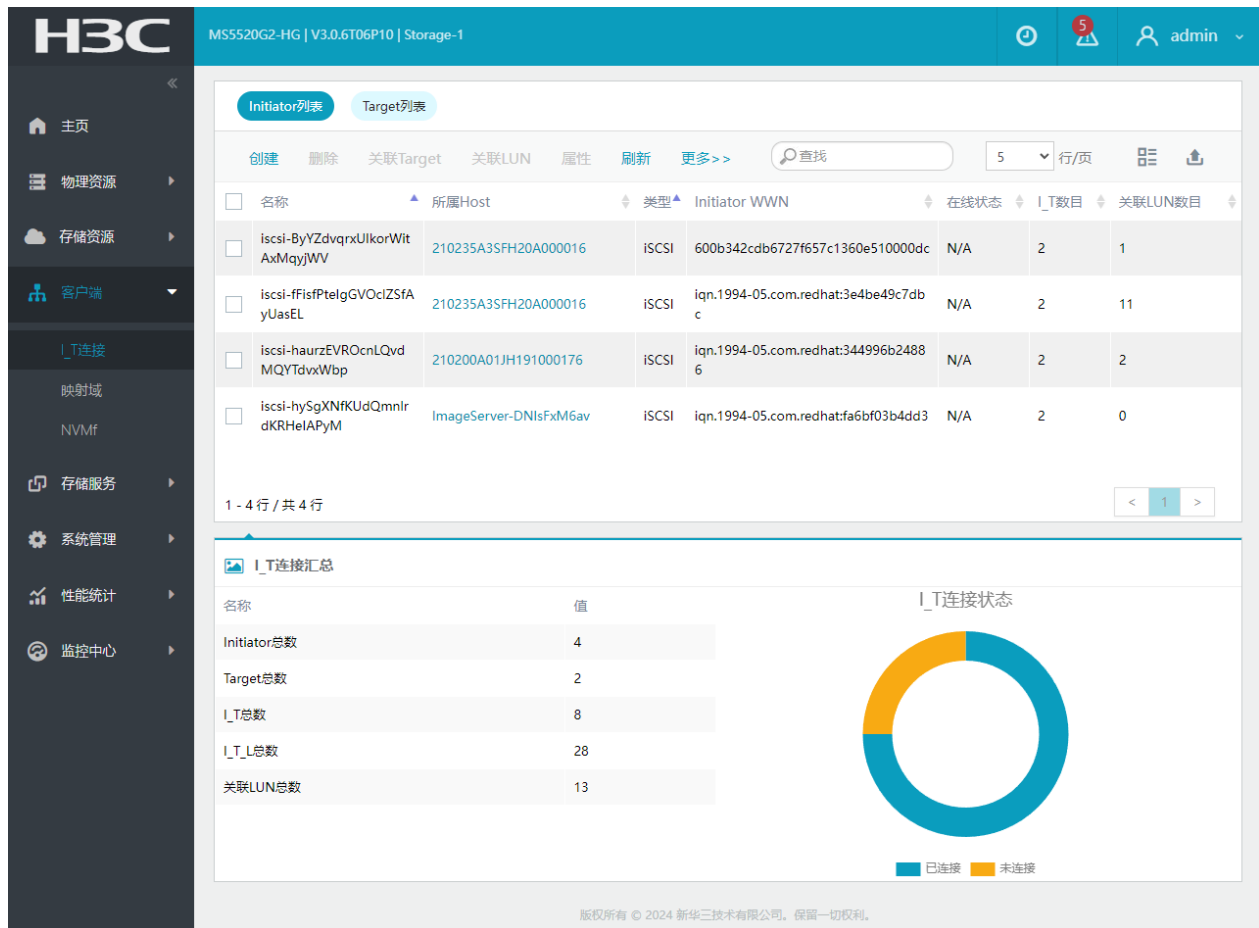 H3C
MS5520G2-HG | V3.0.6T06P10 | Storage-1
5
admin
主页
物理资源
存储资源
客户端
I_T连接
映射域
NVMf
存储服务
系统管理
性能统计
监控中心
Initiator列表 Target列表
创建 删除 关联Target 关联LUN 属性 刷新 更多>> 查找 5 行/页
名称 所属Host 类型 Initiator WWN 在线状态 I_T数目 关联LUN数目
iscsi-ByYZdvqrxUlkorWit
AxMqyjWV
210235A3SFH20A000016 iSCSI 600b342cdb6727f657c1360e510000dc N/A 2 1
iscsi-fFisfPteIgGVOclZSfA
yUasEL
210235A3SFH20A000016 iSCSI iqn.1994-05.com.redhat:3e4be49c7db
c
N/A 2 11
iscsi-haurzEVROcnLQvd
MQYTdvxWbp
210200A01JH191000176 iSCSI iqn.1994-05.com.redhat:344996b2488
6
N/A 2 2
iscsi-hySgXNfKUdQmnIr
dKRHeIAPyM
ImageServer-DNIsFxM6av iSCSI iqn.1994-05.com.redhat:fa6bf03b4dd3 N/A 2 0
1 - 4 行 / 共 4 行
< 1 >
I_T连接汇总
名称 值
Initiator总数 4
Target总数 2
I_T总数 8
I_T_L总数 28
关联LUN总数 13
I_T连接状态
已连接 未连接
版权所有 © 2024 新华三技术有限公司。保留一切权利。